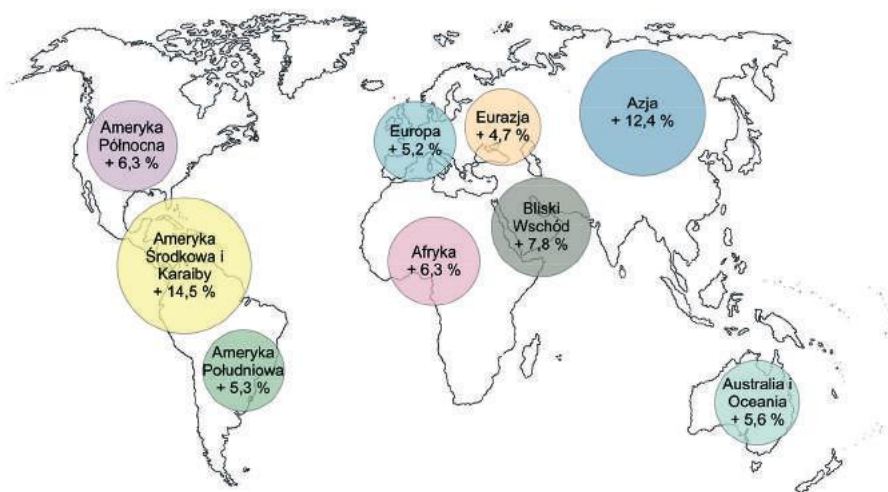 Ameryka
Północna
+ 6,3 %
Europa
+ 5,2 %
Eurazja
+ 4,7 %
Azja
+ 12,4 %
Ameryka
Środkowa i
Karaiby
+ 14,5 %
Afryka
+ 6,3 %
Bliski
Wschód
+ 7,8 %
Ameryka
Południowa
+ 5,3 %
Australia i
Oceania
+ 5,6 %